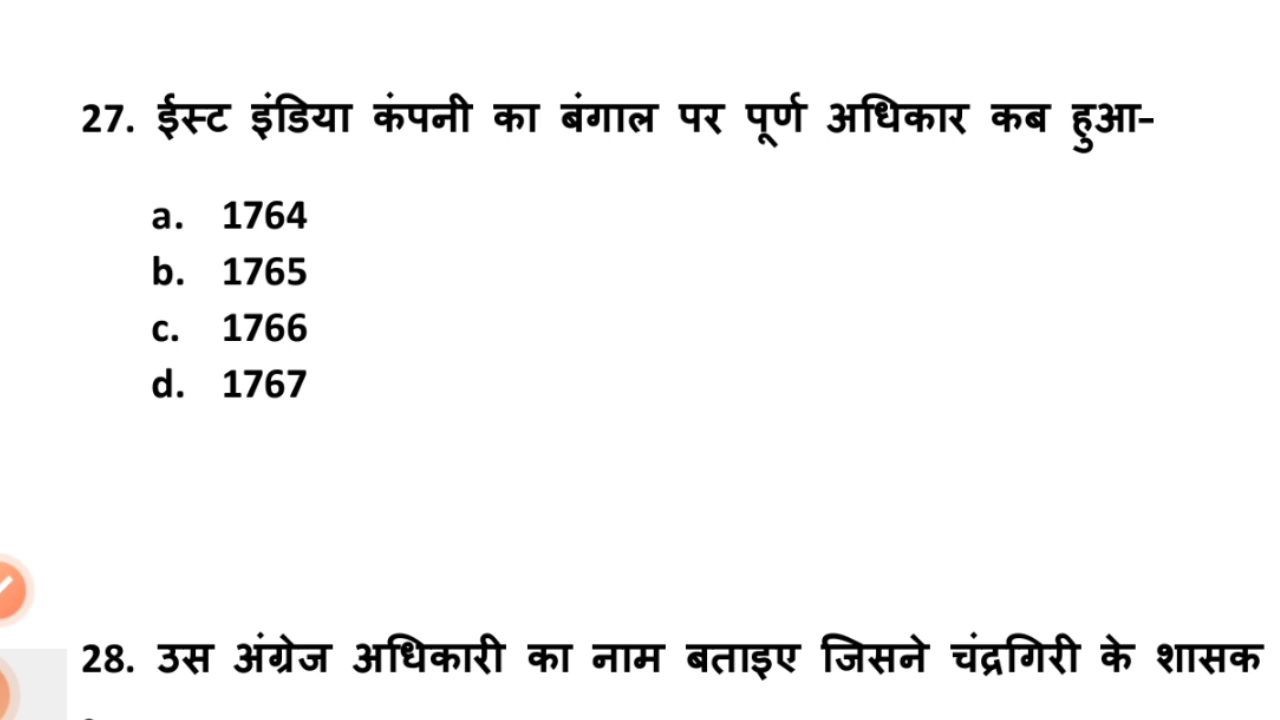 27. ईस्ट इंडिया कंपनी का बंगाल पर पूर्ण अधिकार कब हुआ-
a. 1764
b. 1765
c. 1766
d. 1767
28. उस अंग्रेज अधिकारी का नाम बताइए जिसने चंद्रगिरी के शासक